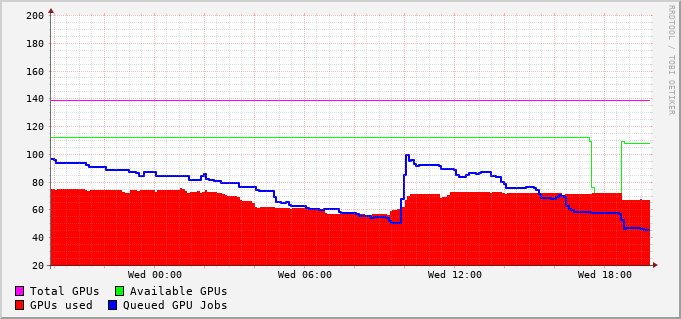 200
180
160
140
120
100
80
60
40
20
Wed 00:00 Wed 06:00 Wed 12:00 Wed 18:00
Total GPUs Available GPUs
GPUs used Queued GPU Jobs
RRDTOOL / TOBI OETIKER